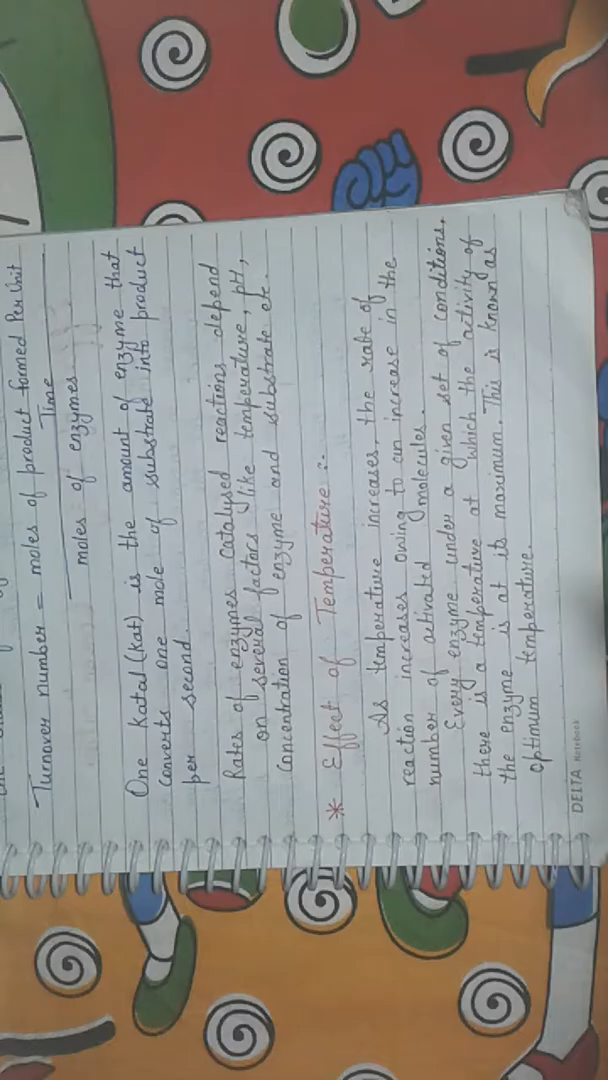 Turnover number = moles of product formed Per Unit
Time
moles of enzymes
One Katal (Kat) is the amount of enzyme that
converts one mole of substrate into product
per second.
Rates of enzymes catalysed reactions depend
on several factors like temperature, pH,
Concentration of enzyme and substrate etc.
* Effect of Temperature :-
As temperature increases, the rate of
reaction increases owing to an increase in the
number of activated molecules.
Every enzyme under a given set of conditions,
there is a temperature at which the activity of
the enzyme is at its maximum. This is known as
optimum temperature.
DELTA Notebook